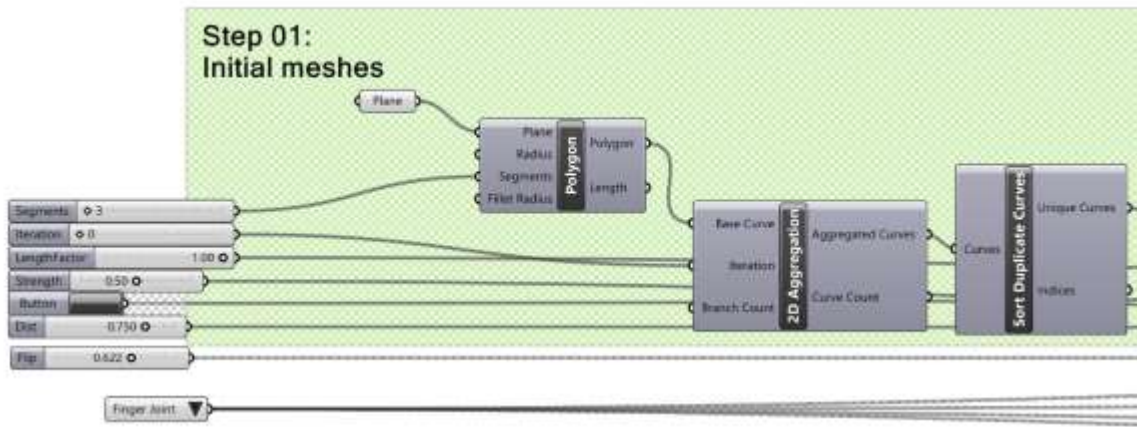 Step 01:
Initial meshes
Plane
Plane
Radius
Segments
Fillet Radius
Polygon
Polygon
Length
Segments 3
Iteration 0
LengthFactor 1.00
Strength 0.50
Button
Dist 0.750
Flip 0.622
Finger Joint
Base Curve
Iteration
Branch Count
2D Aggregation
Aggregated Curves
Curve Count
Curves
Sort Duplicate Curves
Unique Curves
Indices